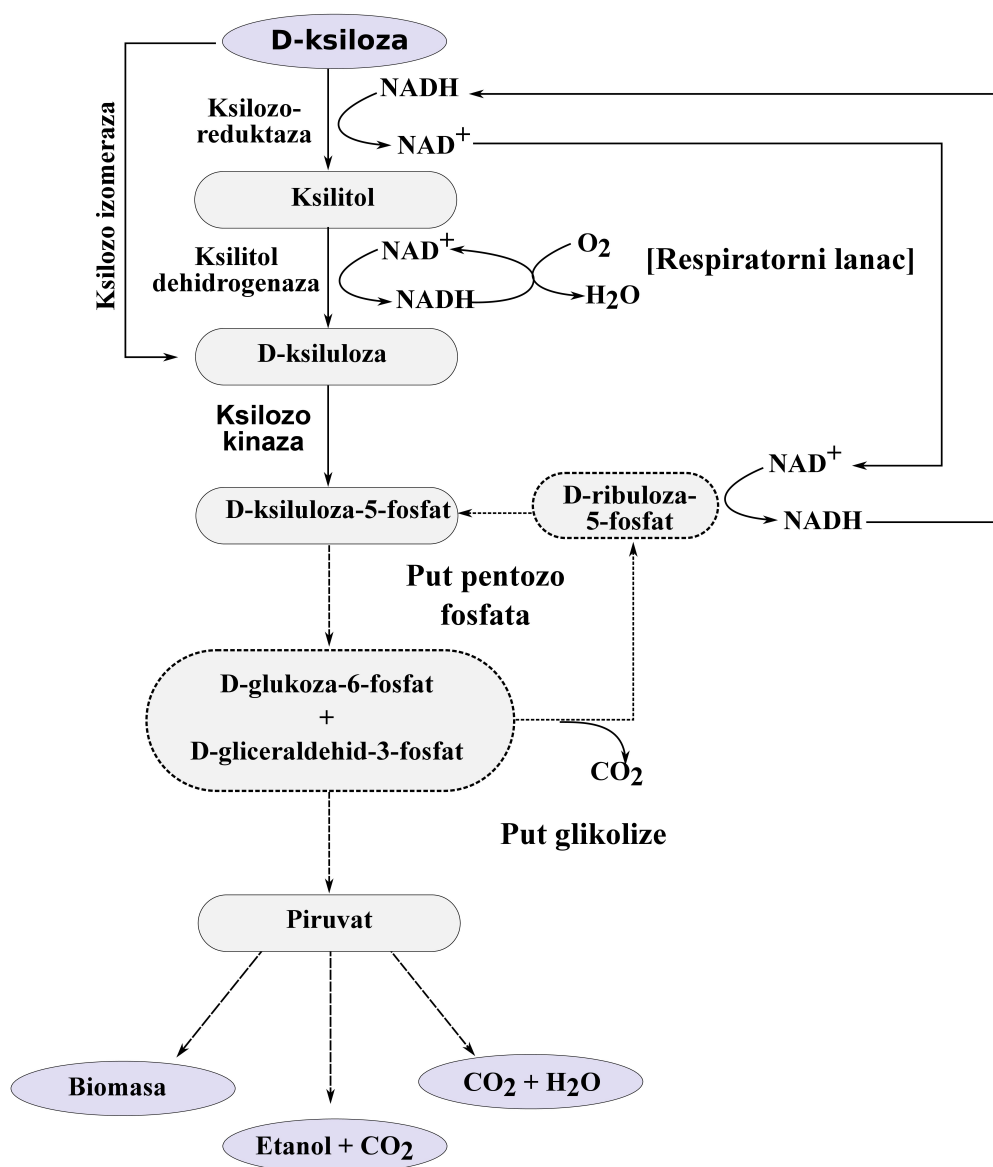 D-ksiloza
NADH
Ksilozo-
reduktaza
NAD+
Ksilozo izomeraza
Ksilitol
Ksilitol
dehidrogenaza
NAD+
NADH
O2
H2O
[Respiratorni lanac]
D-ksiluloza
Ksilozo
kinaza
NAD+
NADH
D-ksiluloza-5-fosfat
D-ribuloza-
5-fosfat
Put pentozo
fosfata
D-glukoza-6-fosfat
+
D-gliceraldehid-3-fosfat
CO2
Put glikolize
Piruvat
Biomasa
CO2 + H2O
Etanol + CO2